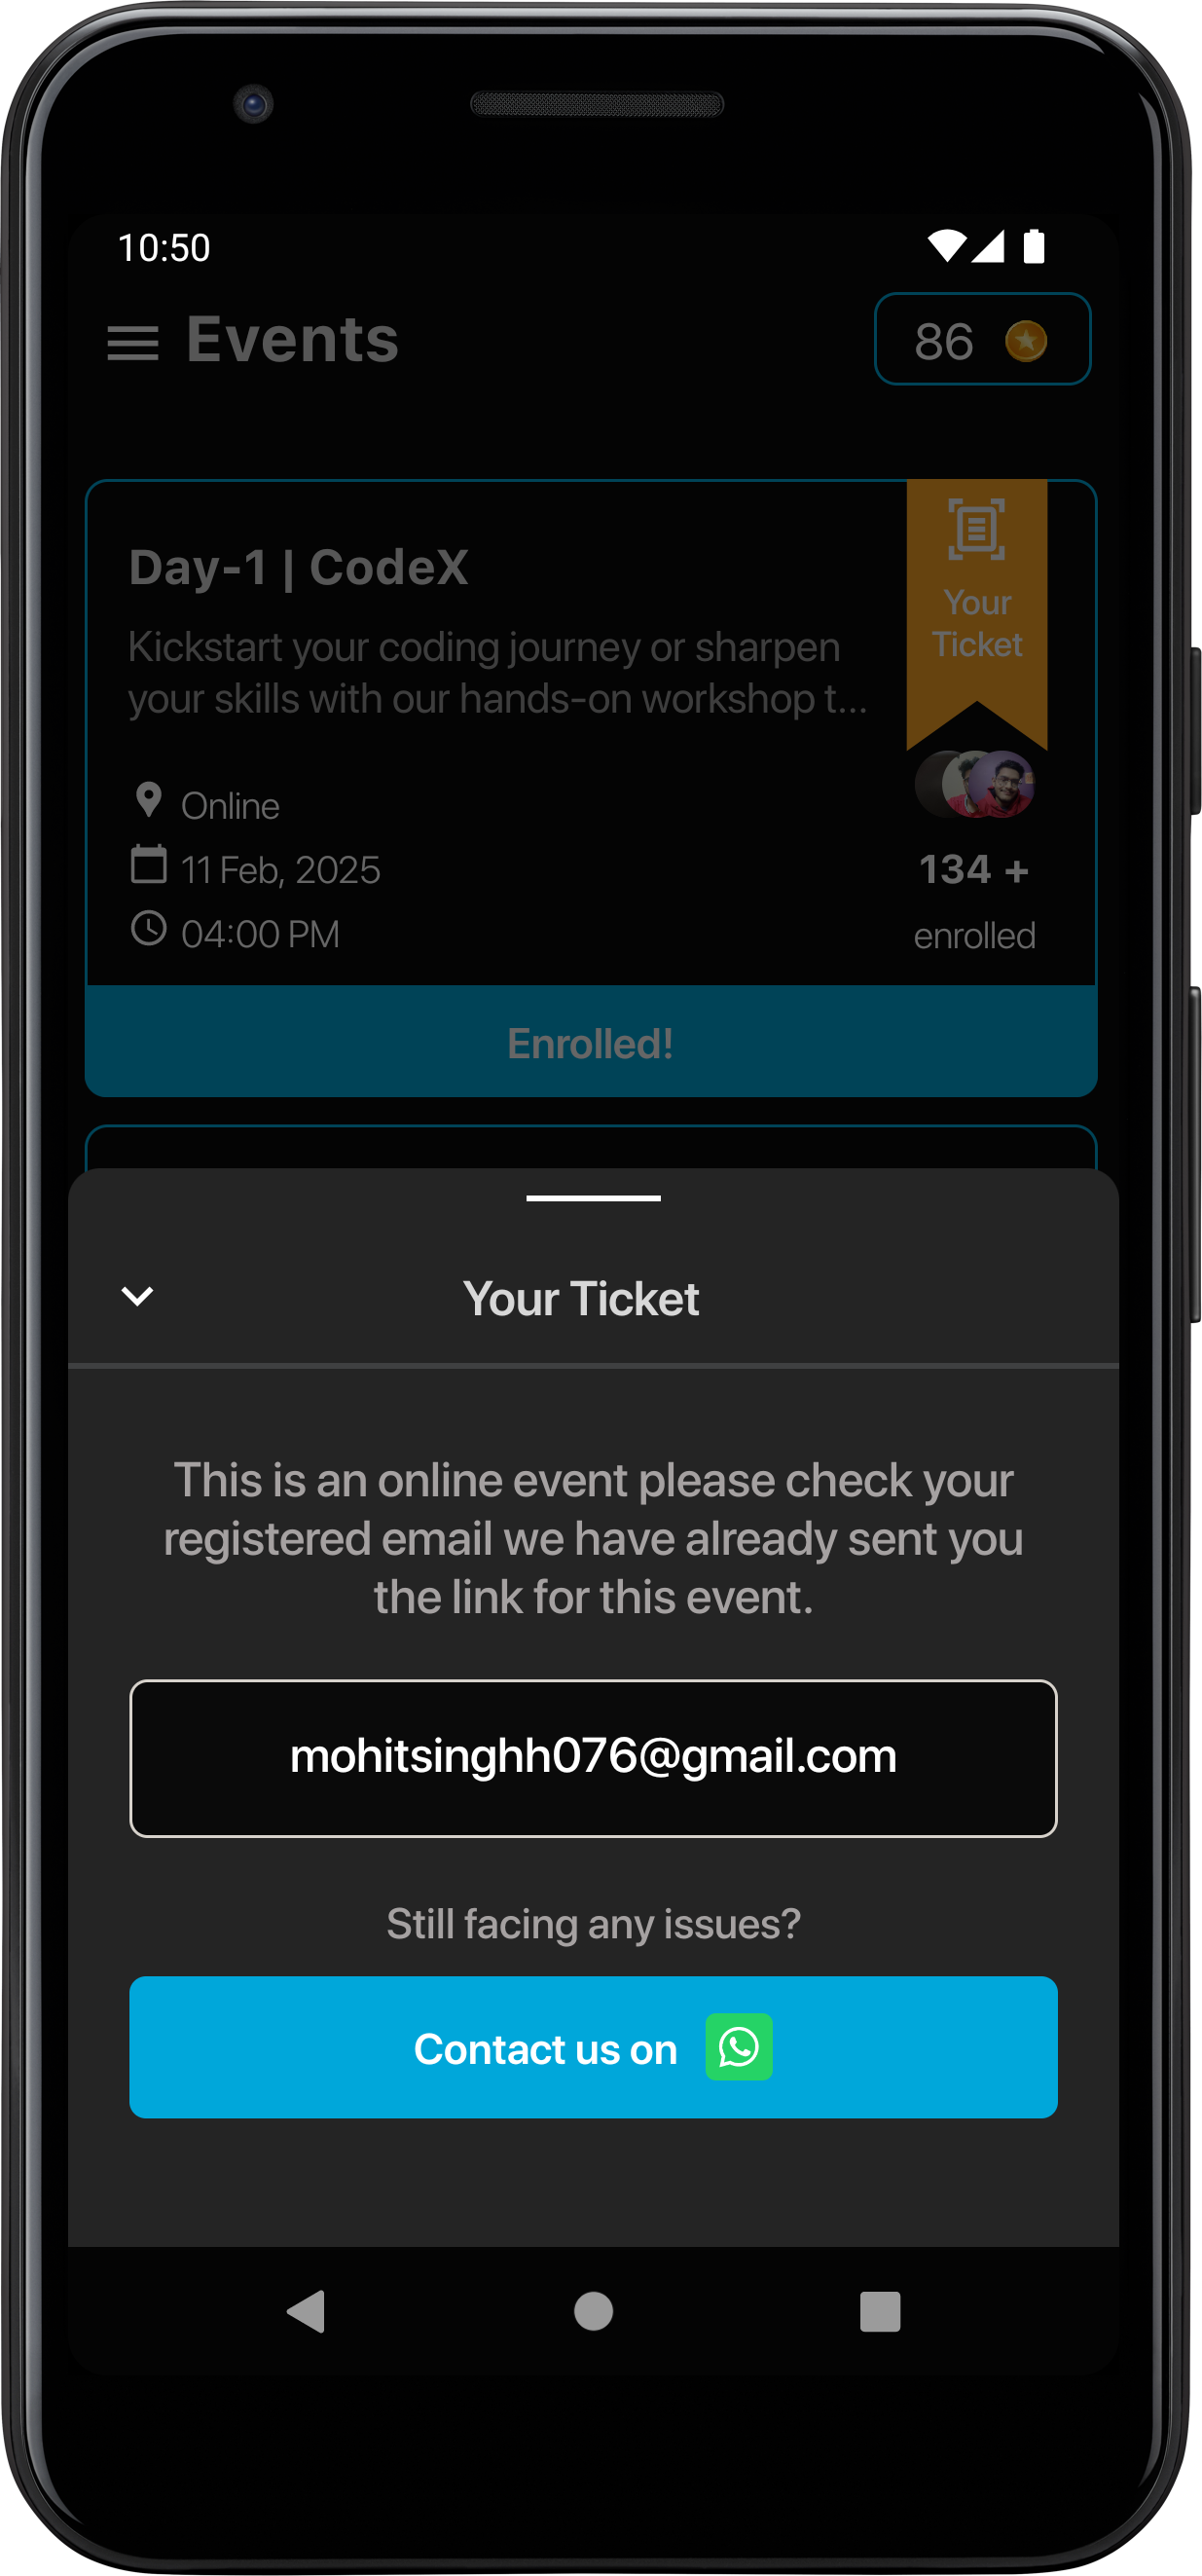 10:50
Events
86
Day-1 | CodeX
Your
Ticket
Kickstart your coding journey or sharpen
your skills with our hands-on workshop t...
Online
11 Feb, 2025
134 +
04:00 PM
enrolled
Enrolled!
Your Ticket
This is an online event please check your
registered email we have already sent you
the link for this event.
mohitsinghh076@gmail.com
Still facing any issues?
Contact us on